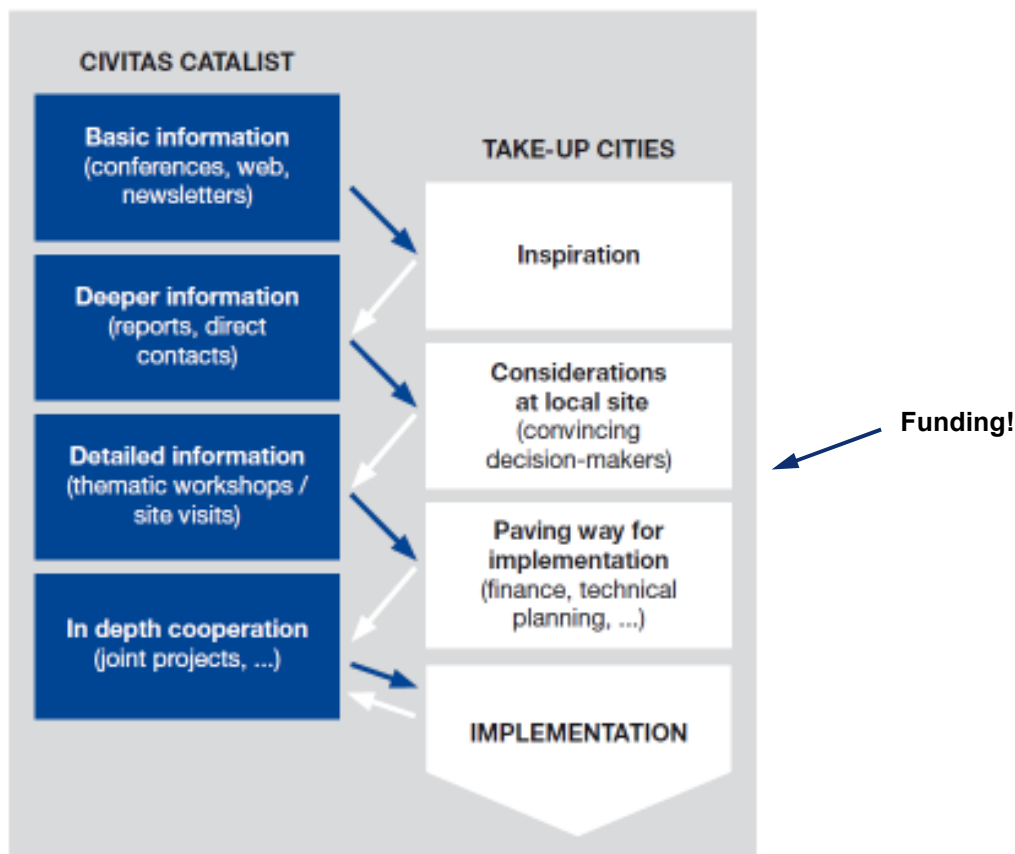 CIVITAS CATALIST
Basic information
(conferences, web,
newsletters)
Deeper information
(reports, direct
contacts)
Detailed information
(thematic workshops /
site visits)
In depth cooperation
(joint projects, ...)
TAKE-UP CITIES
Inspiration
Considerations
at local site
(convincing
decision-makers)
Paving way for
implementation
(finance, technical
planning, ...)
IMPLEMENTATION
Funding!